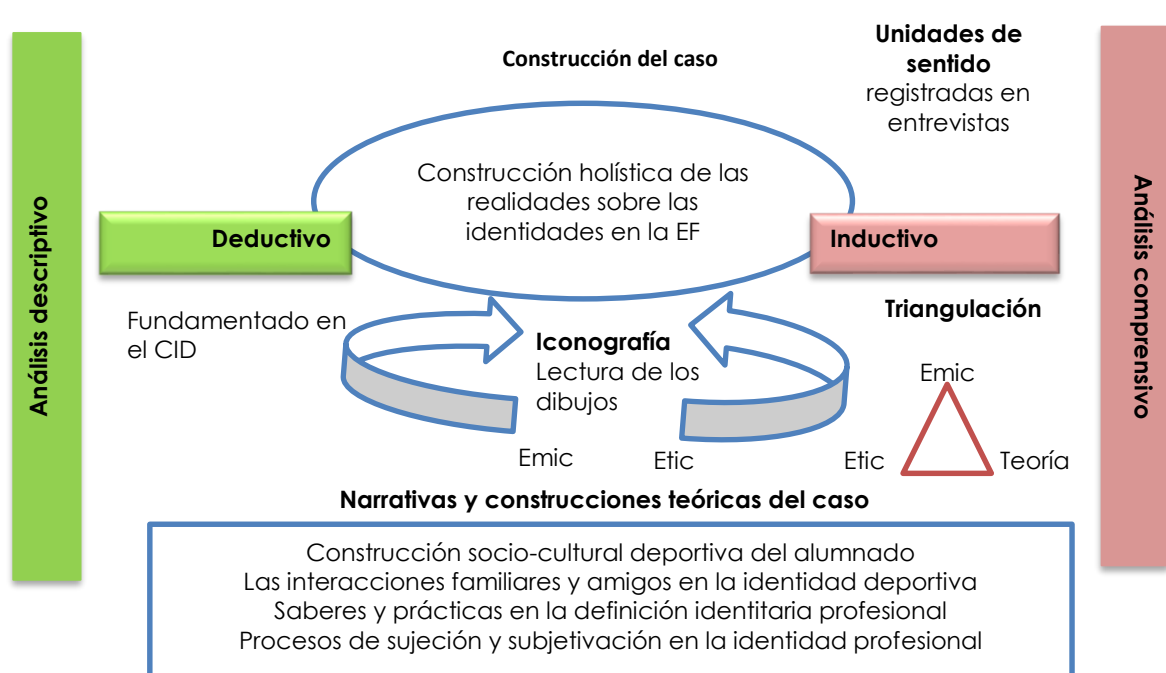 Construcción del caso
Unidades de
sentido
registradas en
entrevistas
Análisis descriptivo
Construcción holística de las
realidades sobre las
identidades en la EF
Deductivo
Inductivo
Análisis comprensivo
Fundamentado en
el CID
Iconografía
Lectura de los
dibujos
Triangulación
Emic
Emic
Etic
Etic
Teoría
Narrativas y construcciones teóricas del caso
Construcción socio-cultural deportiva del alumnado
Las interacciones familiares y amigos en la identidad deportiva
Saberes y prácticas en la definición identitaria profesional
Procesos de sujeción y subjetivación en la identidad profesional